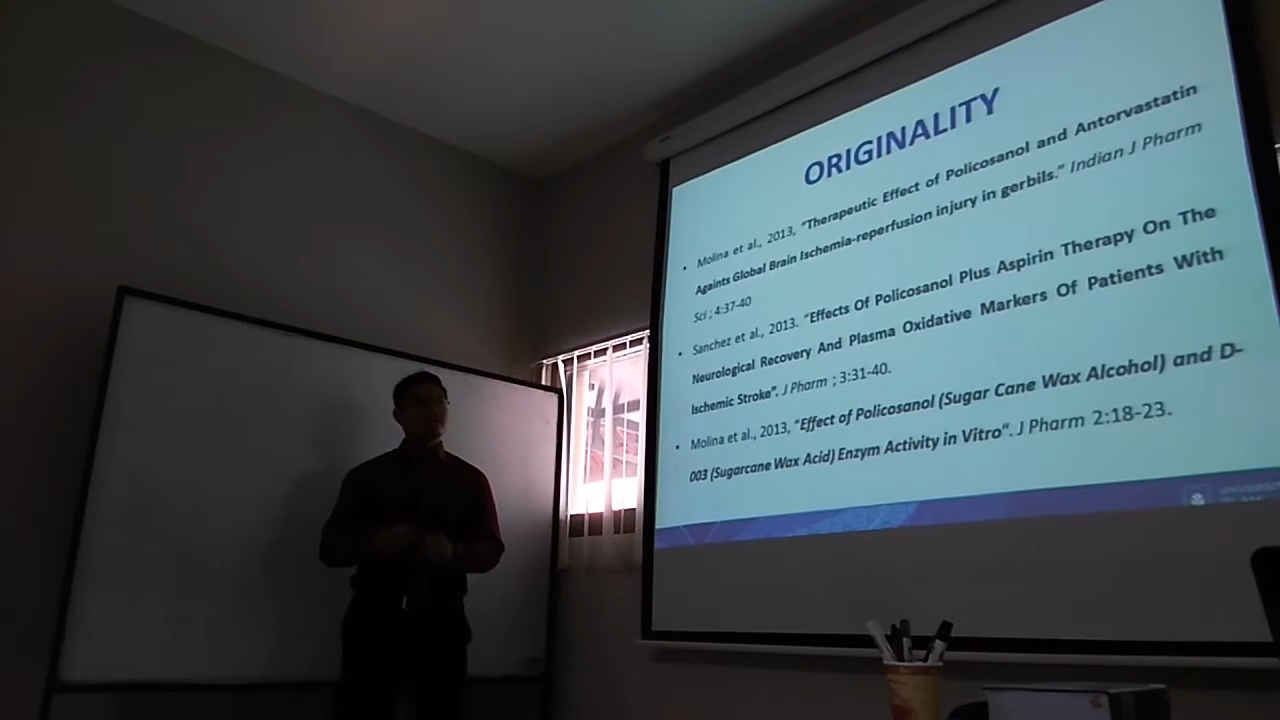 ORIGINALITY
• Molina et al., 2013, "Therapeutic Effect of Policosanol and Antorvastatin
Againts Global Brain Ischemia-reperfusion injury in gerbils." Indian J Pharm
Sci ; 4:37-40
• Sanchez et al., 2013. "Effects Of Policosanol Plus Aspirin Therapy On The
Neurological Recovery And Plasma Oxidative Markers Of Patients With
Ischemic Stroke". J Pharm ; 3:31-40.
• Molina et al., 2013, "Effect of Policosanol (Sugar Cane Wax Alcohol) and D-
003 (Sugarcane Wax Acid) Enzym Activity in Vitro". J Pharm 2:18-23.